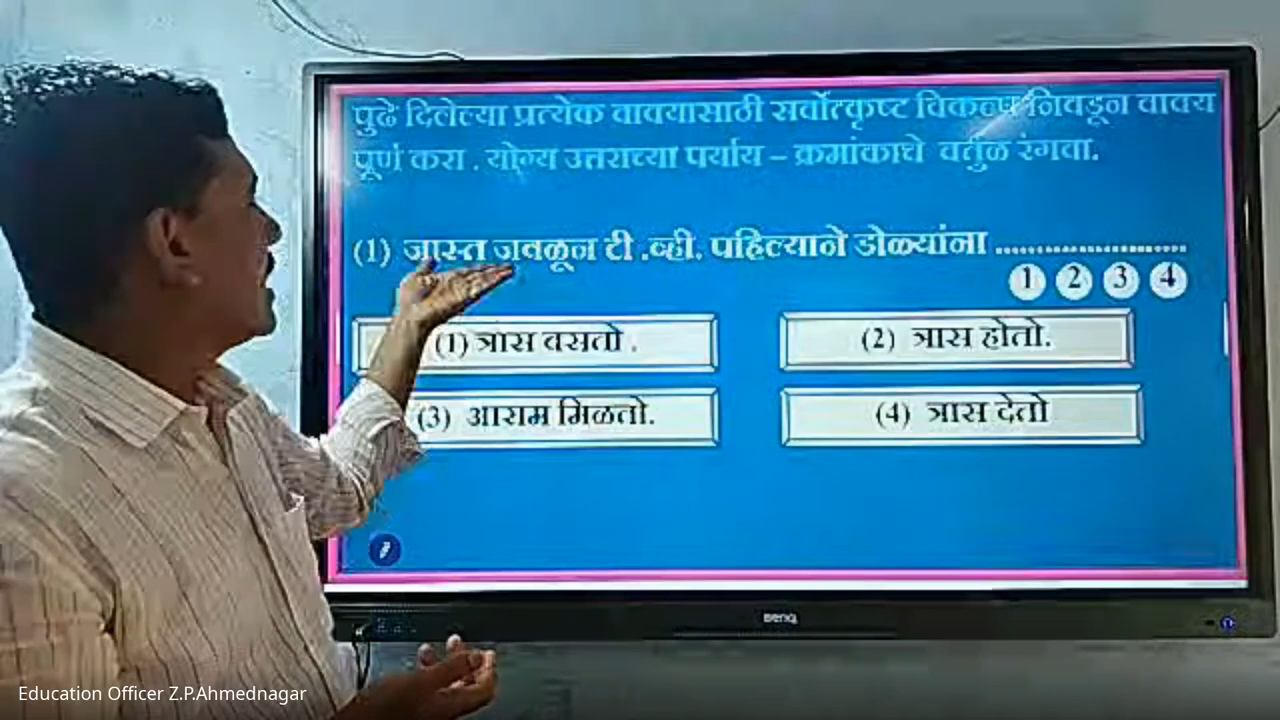 पुढे दिलेल्या प्रत्येक वाक्यासाठी सर्वोत्कृष्ट विकल्प निवडून वाक्य
पूर्ण करा . योग्य उत्तराच्या पर्याय – क्रमांकाचे वर्तुळ रंगवा.
(1) जास्त जवळून टी .व्ही. पहिल्याने डोळ्यांना ........................
1 2 3 4
(1) त्रास वसतो . (2) त्रास होतो.
(3) आराम मिळतो. (4) त्रास देतो
BenQ
Education Officer Z.P.Ahmednagar